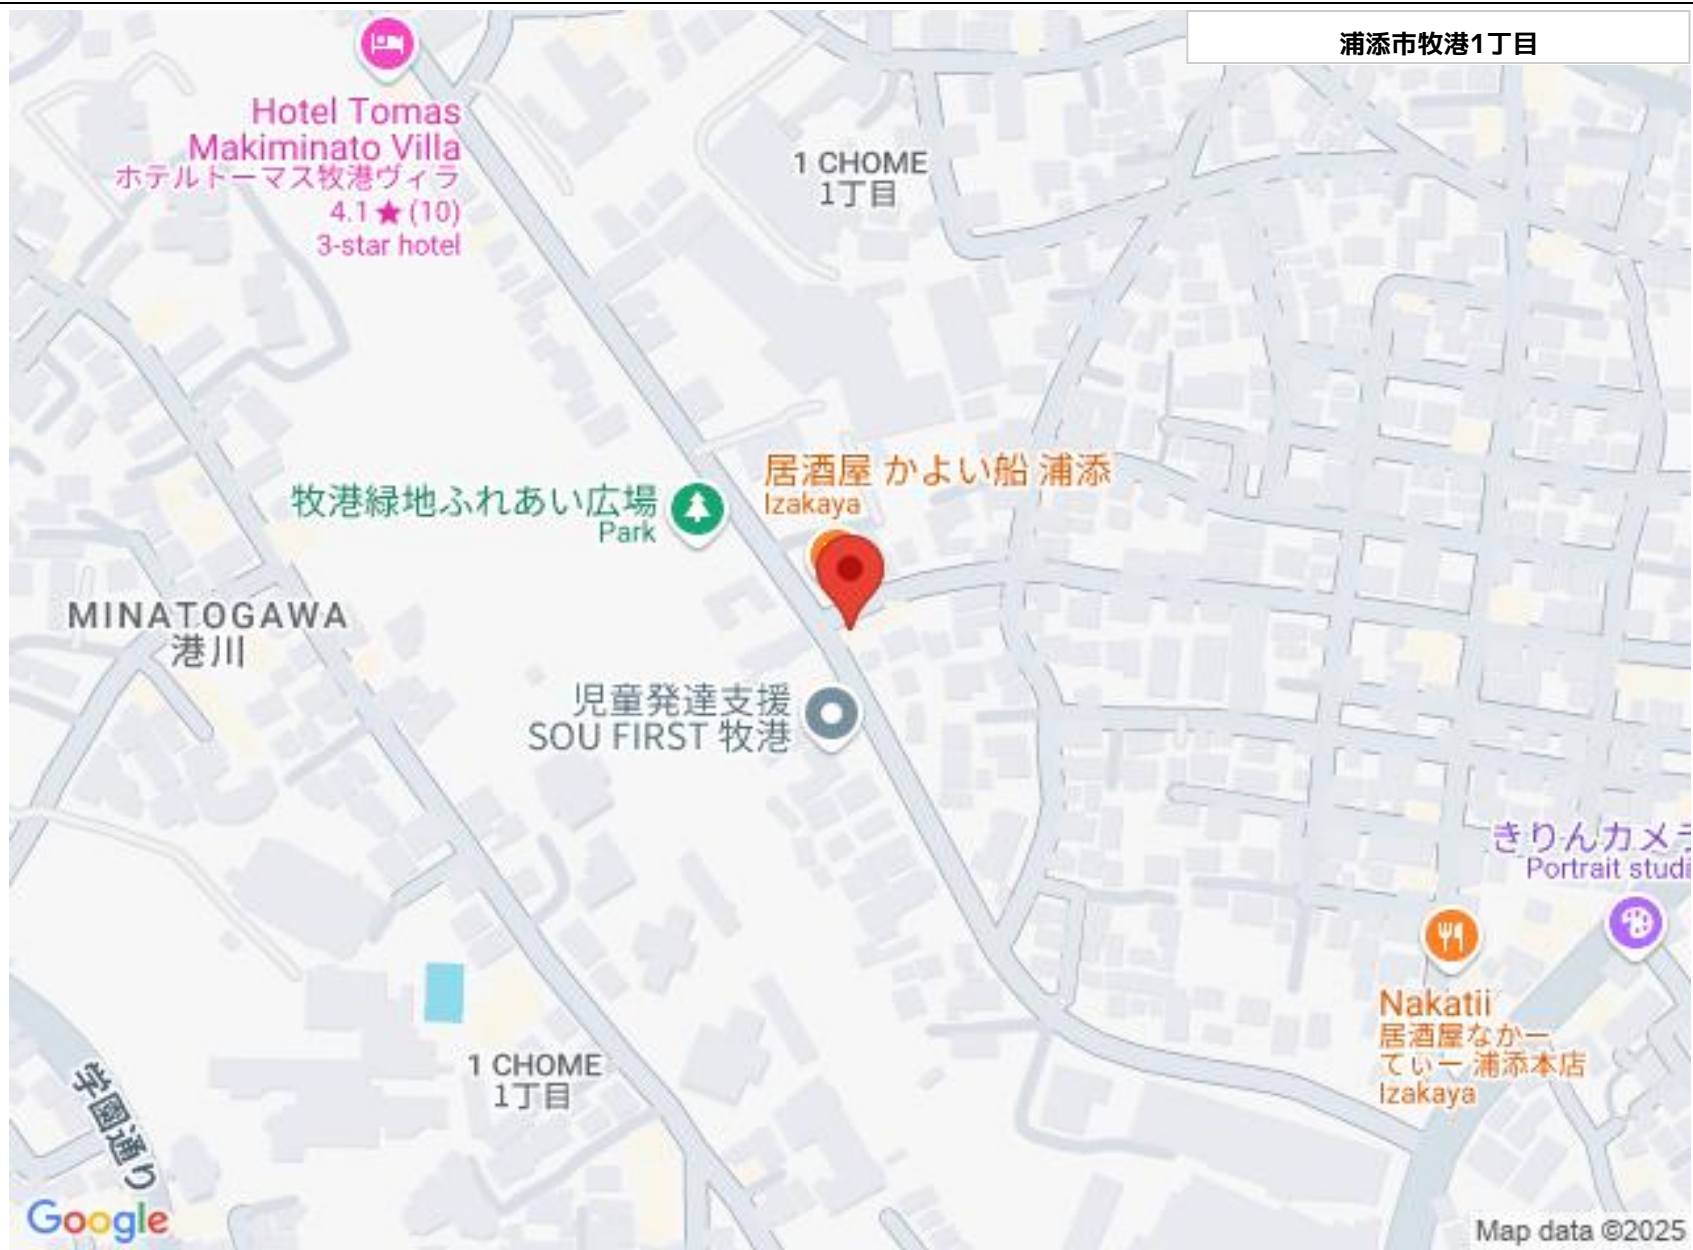 浦添市牧港1丁目
Hotel Tomas
Makiminato Villa
ホテルトーマス牧港ヴィラ
4.1★(10)
3-star hotel
1 CHOME
1丁目
居酒屋 かよい船 浦添
Izakaya
牧港緑地ふれあい広場
Park
MINATOGAWA
港川
児童発達支援
SOU FIRST 牧港
きりんカメラ
Portrait studi
Nakatii
居酒屋なかー
てぃー 浦添本店
Izakaya
1 CHOME
1丁目
学園通り
Google
Map data ©2025